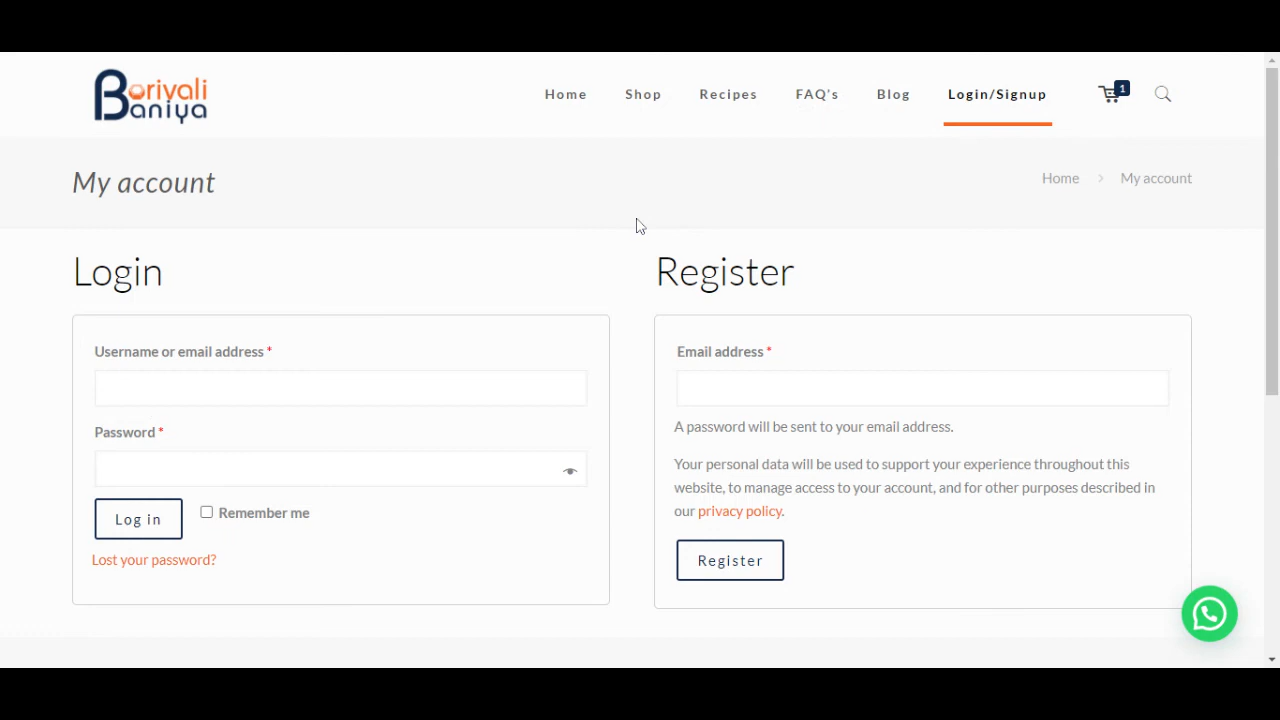 Borivali
Baniya
Home Shop Recipes FAQ's Blog Login/Signup 1
My account
Home My account
Login
Username or email address *
Password *
Log in Remember me
Lost your password?
Register
Email address *
A password will be sent to your email address.
Your personal data will be used to support your experience throughout this
website, to manage access to your account, and for other purposes described in
our privacy policy.
Register